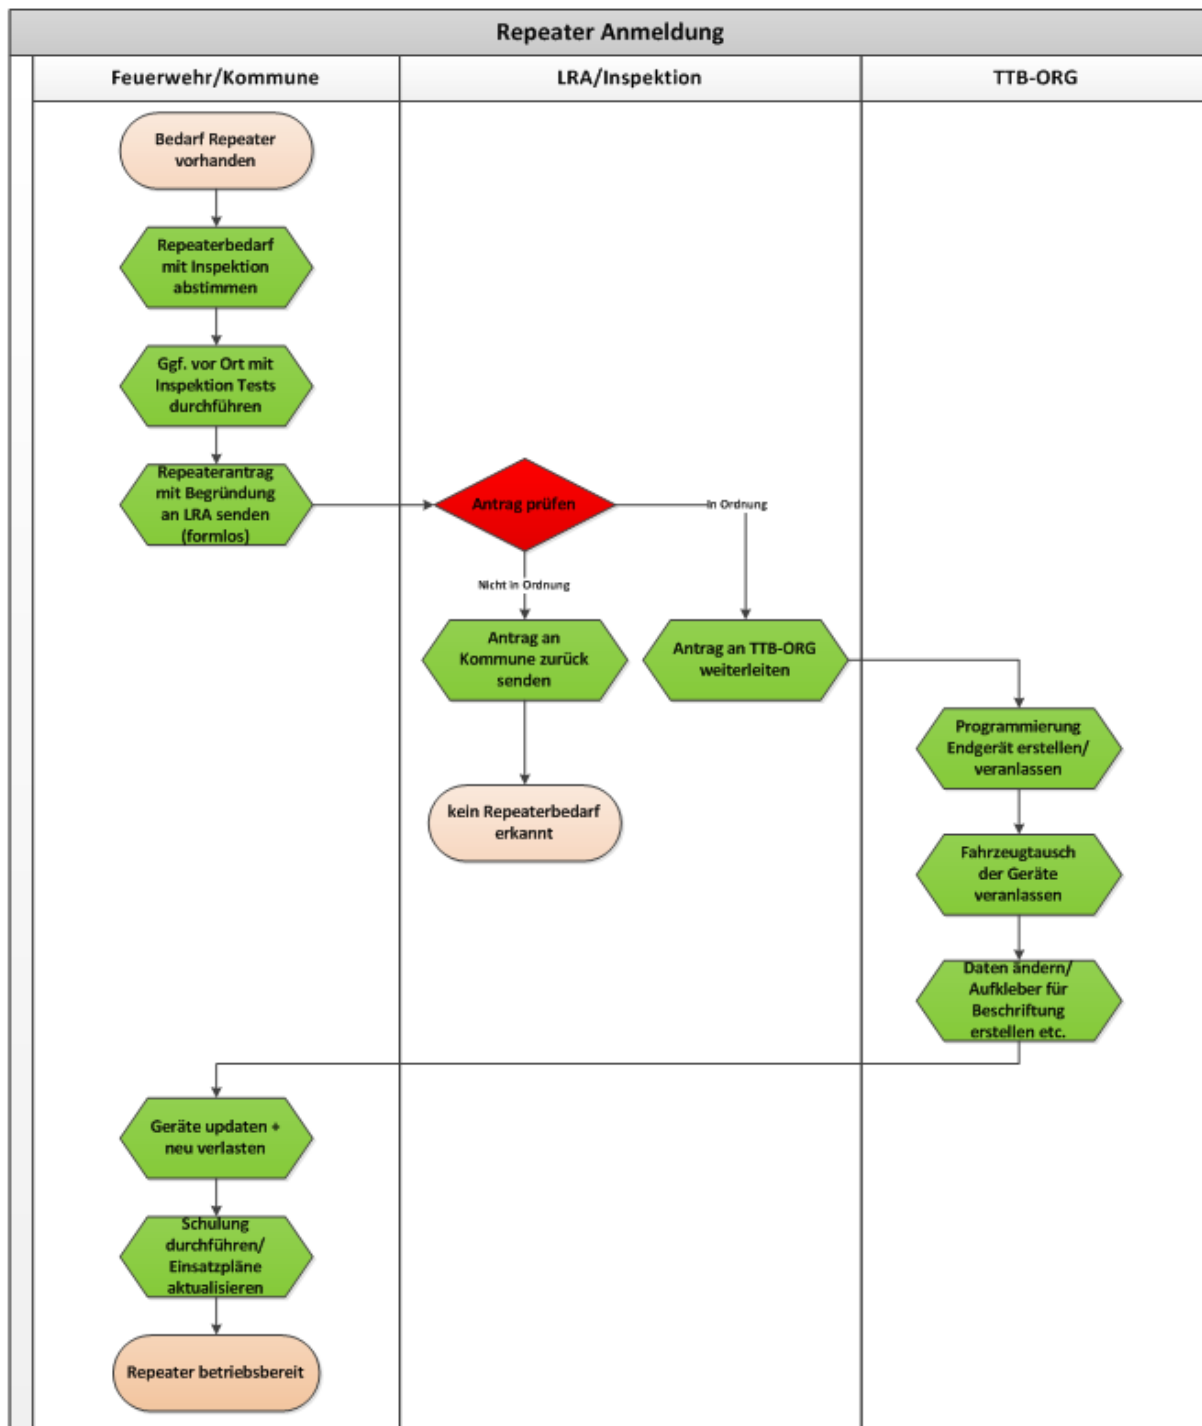 Repeater Anmeldung
Feuerwehr/Kommune
LRA/Inspektion
TTB-ORG
Bedarf Repeater
vorhanden
Repeaterbedarf
mit Inspektion
abstimmen
Ggf. vor Ort mit
Inspektion Tests
durchführen
Repeaterantrag
mit Begründung
an LRA senden
(formlos)
Antrag prüfen
In Ordnung
Nicht in Ordnung
Antrag an
Kommune zurück
senden
Antrag an TTB-ORG
weiterleiten
kein Repeaterbedarf
erkannt
Programmierung
Endgerät erstellen/
veranlassen
Fahrzeugtausch
der Geräte
veranlassen
Daten ändern/
Aufkleber für
Beschriftung
erstellen etc.
Geräte updaten +
neu verlasten
Schulung
durchführen/
Einsatzpläne
aktualisieren
Repeater betriebsbereit